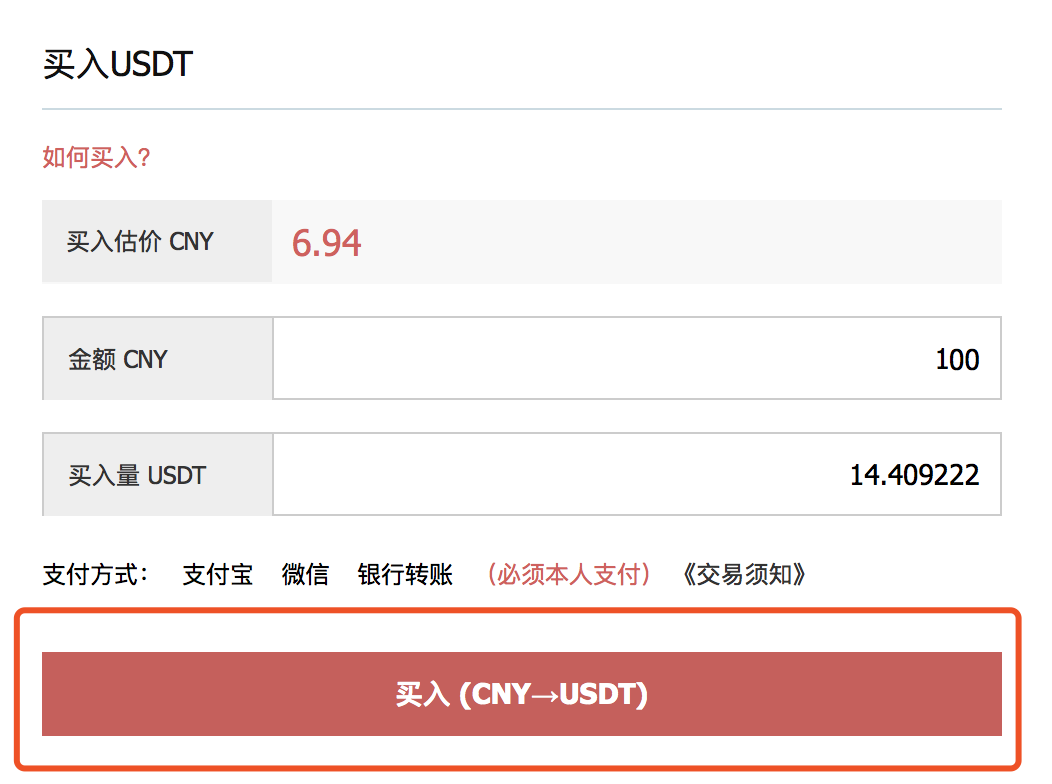 买入USDT
如何买入?
买入估价 CNY 6.94
金额 CNY 100
买入量 USDT 14.409222
支付方式： 支付宝 微信 银行转账 （必须本人支付） 《交易须知》
买入 (CNY→USDT)